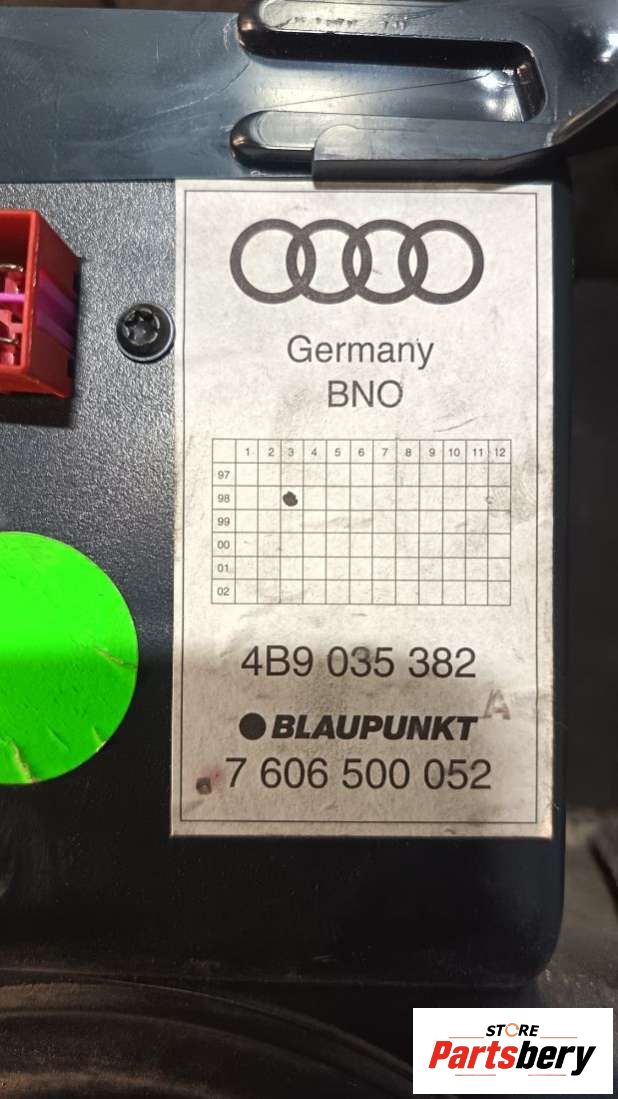 Germany
BNO
1 2 3 4 5 6 7 8 9 10 11 12
97
98
99
00
01
02
4B9 035 382
A
BLAUPUNKT
7 606 500 052
STORE
Partsbery